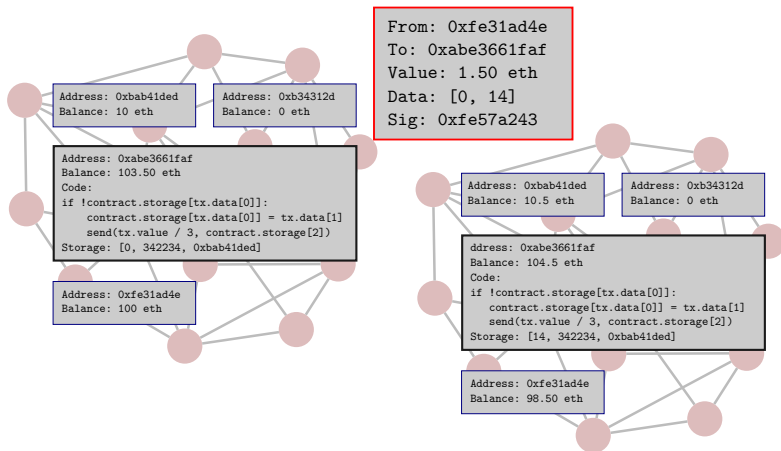 From: 0xfe31ad4e
To: 0xabe3661faf
Value: 1.50 eth
Data: [0, 14]
Sig: 0xfe57a243
Address: 0xbab41ded
Balance: 10 eth
Address: 0xb34312d
Balance: 0 eth
Address: 0xabe3661faf
Balance: 103.50 eth
Code:
if !contract.storage[tx.data[0]]:
contract.storage[tx.data[0]] = tx.data[1]
send(tx.value / 3, contract.storage[2])
Storage: [0, 342234, 0xbab41ded]
Address: 0xfe31ad4e
Balance: 100 eth
Address: 0xbab41ded
Balance: 10.5 eth
Address: 0xb34312d
Balance: 0 eth
ddress: 0xabe3661faf
Balance: 104.5 eth
Code:
if !contract.storage[tx.data[0]]:
contract.storage[tx.data[0]] = tx.data[1]
send(tx.value / 3, contract.storage[2])
Storage: [14, 342234, 0xbab41ded]
Address: 0xfe31ad4e
Balance: 98.50 eth